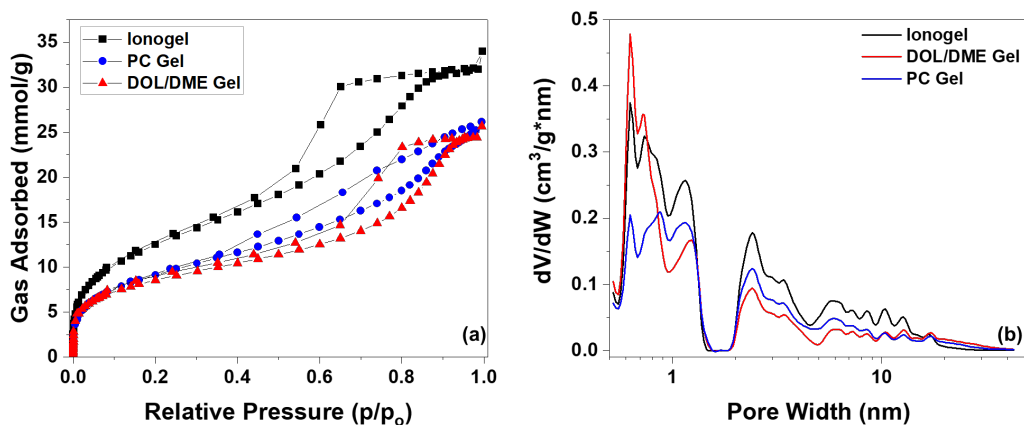 35
30
25
20
15
10
5
0
Gas Adsorbed (mmol/g)
Ionogel
PC Gel
DOL/DME Gel
(a)
0.0 0.2 0.4 0.6 0.8 1.0
Relative Pressure (p/pₒ)
0.5
0.4
0.3
0.2
0.1
0.0
dV/dW (cm³/g*nm)
Ionogel
DOL/DME Gel
PC Gel
(b)
1 10
Pore Width (nm)